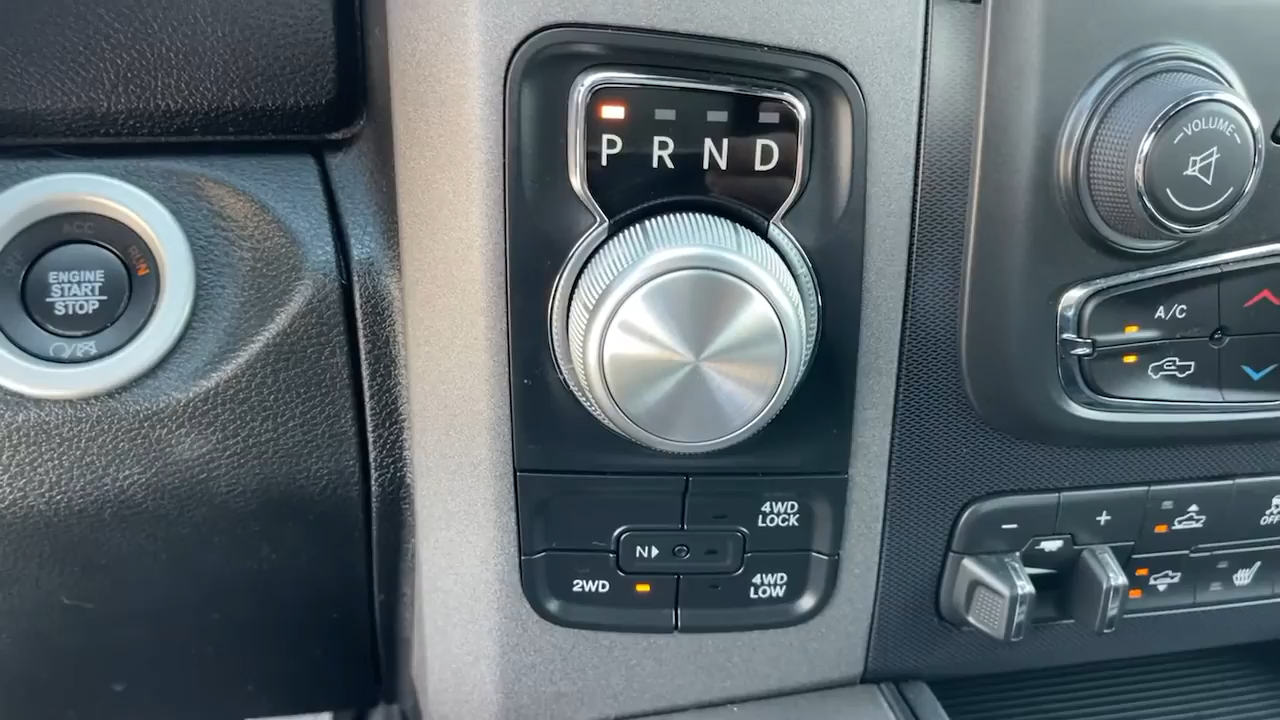 P R N D
ACC
RUN
ENGINE
START
STOP
VOLUME
A/C
4WD
LOCK
N
2WD
4WD
LOW
- +
OFF